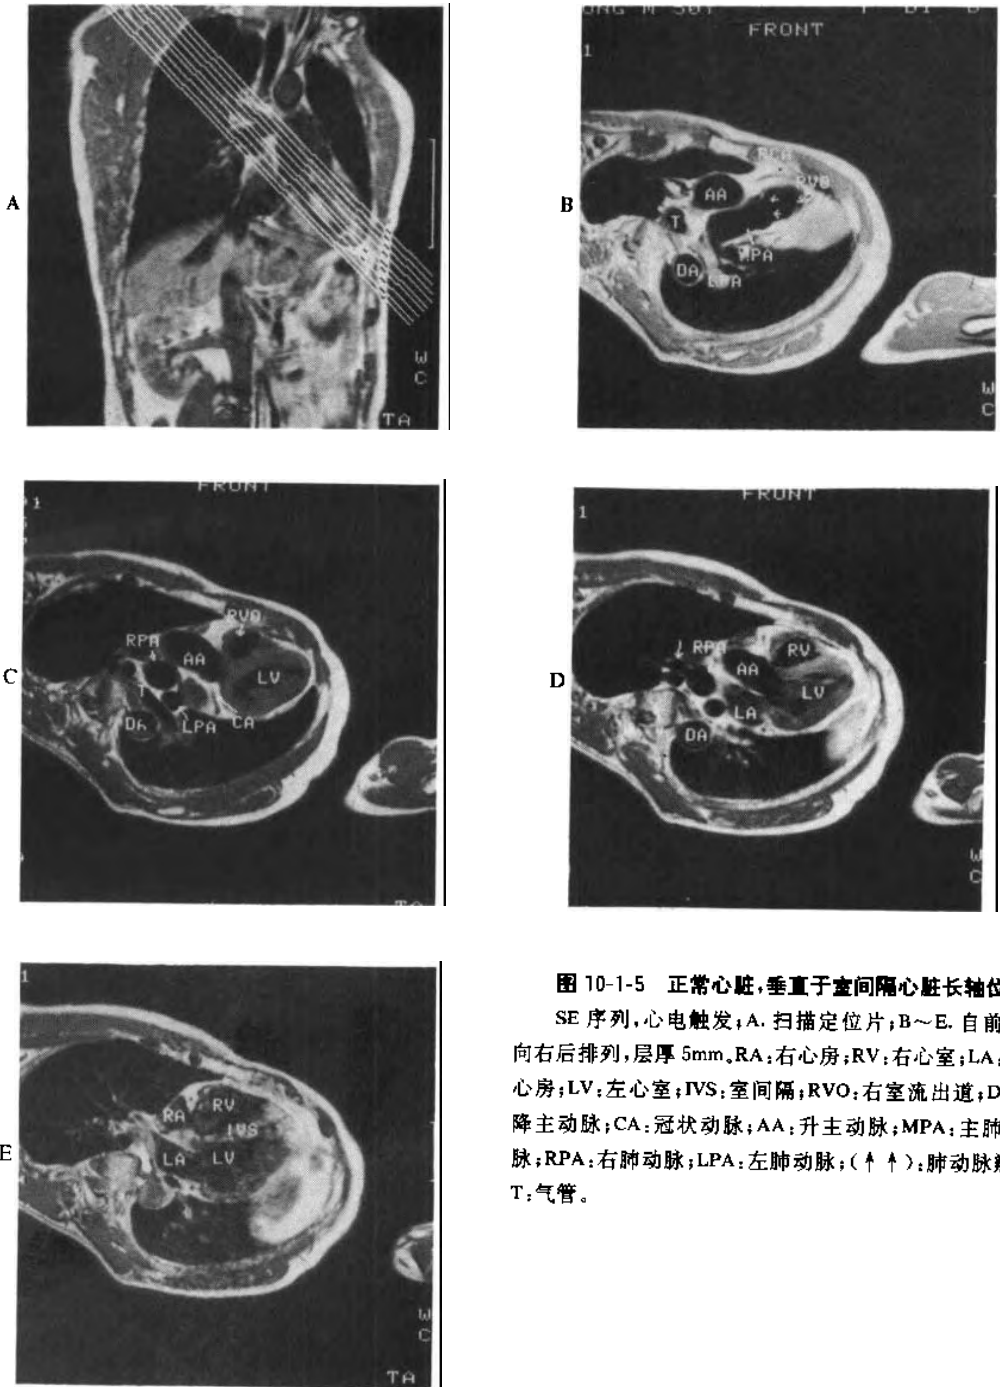 FRONT
1
A
W
C
TA
B
RCA
RVO
AA
T
MPA
DA
LPA
W
C
FRONT
1
C
RVO
RPA
AA
LV
T
DA
LPA
CA
TA
FRONT
1
D
RPA
RV
AA
LV
LA
DA
W
C
1
E
RA
RV
IVS
LA
LV
W
C
TA
图 10-1-5 正常心脏,垂直于室间隔心脏长轴位
SE 序列,心电触发;A. 扫描定位片;B～E. 自前
向右后排列,层厚 5mm。RA:右心房;RV:右心室;LA:
心房;LV:左心室;IVS:室间隔;RVO:右室流出道;D
降主动脉;CA:冠状动脉;AA:升主动脉;MPA:主肺
脉;RPA:右肺动脉;LPA:左肺动脉;(↑ ↑):肺动脉
T:气管。